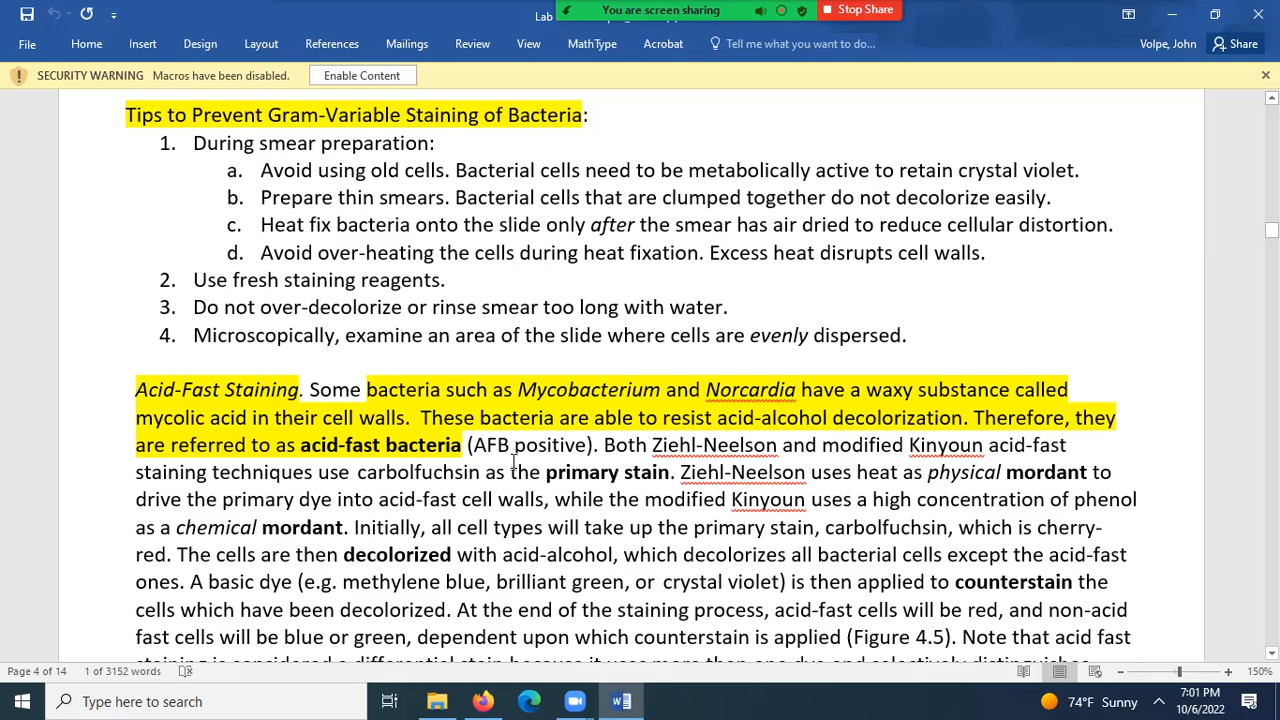 Lab
You are screen sharing
Stop Share
File Home Insert Design Layout References Mailings Review View MathType Acrobat Tell me what you want to do... Volpe, John Share
SECURITY WARNING Macros have been disabled. Enable Content
Tips to Prevent Gram-Variable Staining of Bacteria:
1. During smear preparation:
a. Avoid using old cells. Bacterial cells need to be metabolically active to retain crystal violet.
b. Prepare thin smears. Bacterial cells that are clumped together do not decolorize easily.
c. Heat fix bacteria onto the slide only after the smear has air dried to reduce cellular distortion.
d. Avoid over-heating the cells during heat fixation. Excess heat disrupts cell walls.
2. Use fresh staining reagents.
3. Do not over-decolorize or rinse smear too long with water.
4. Microscopically, examine an area of the slide where cells are evenly dispersed.
Acid-Fast Staining. Some bacteria such as Mycobacterium and Norcardia have a waxy substance called
mycolic acid in their cell walls. These bacteria are able to resist acid-alcohol decolorization. Therefore, they
are referred to as acid-fast bacteria (AFB positive). Both Ziehl-Neelson and modified Kinyoun acid-fast
staining techniques use carbolfuchsin as the primary stain. Ziehl-Neelson uses heat as physical mordant to
drive the primary dye into acid-fast cell walls, while the modified Kinyoun uses a high concentration of phenol
as a chemical mordant. Initially, all cell types will take up the primary stain, carbolfuchsin, which is cherry-
red. The cells are then decolorized with acid-alcohol, which decolorizes all bacterial cells except the acid-fast
ones. A basic dye (e.g. methylene blue, brilliant green, or crystal violet) is then applied to counterstain the
cells which have been decolorized. At the end of the staining process, acid-fast cells will be red, and non-acid
fast cells will be blue or green, dependent upon which counterstain is applied (Figure 4.5). Note that acid fast
staining is considered a differential stain because it uses more than one dye and selectively distinguishes
Page 4 of 14 1 of 3152 words 150%
Type here to search 74°F Sunny 7:01 PM
10/6/2022